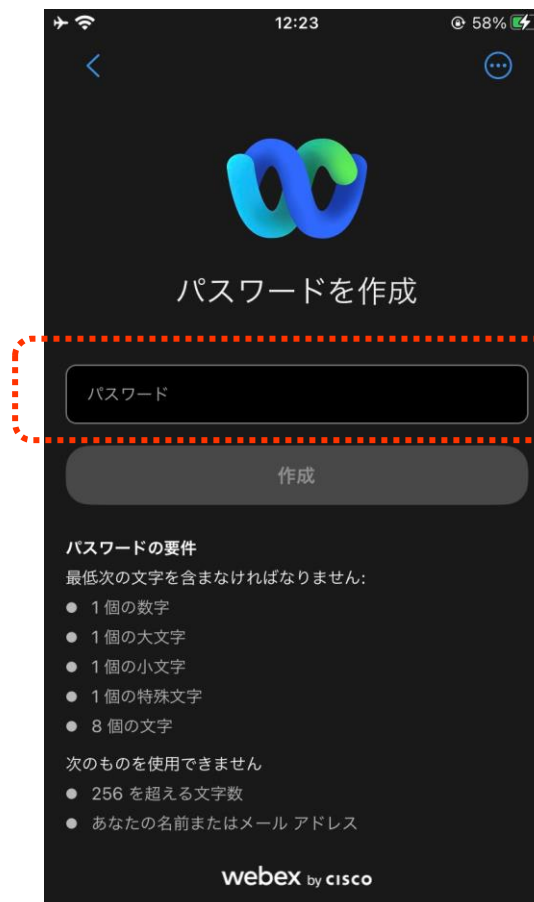 12:23
58%
パスワードを作成
パスワード
作成
パスワードの要件
最低次の文字を含まなければなりません:
1 個の数字
1 個の大文字
1 個の小文字
1 個の特殊文字
8 個の文字
次のものを使用できません
256 を超える文字数
あなたの名前またはメール アドレス
webex by CISCO